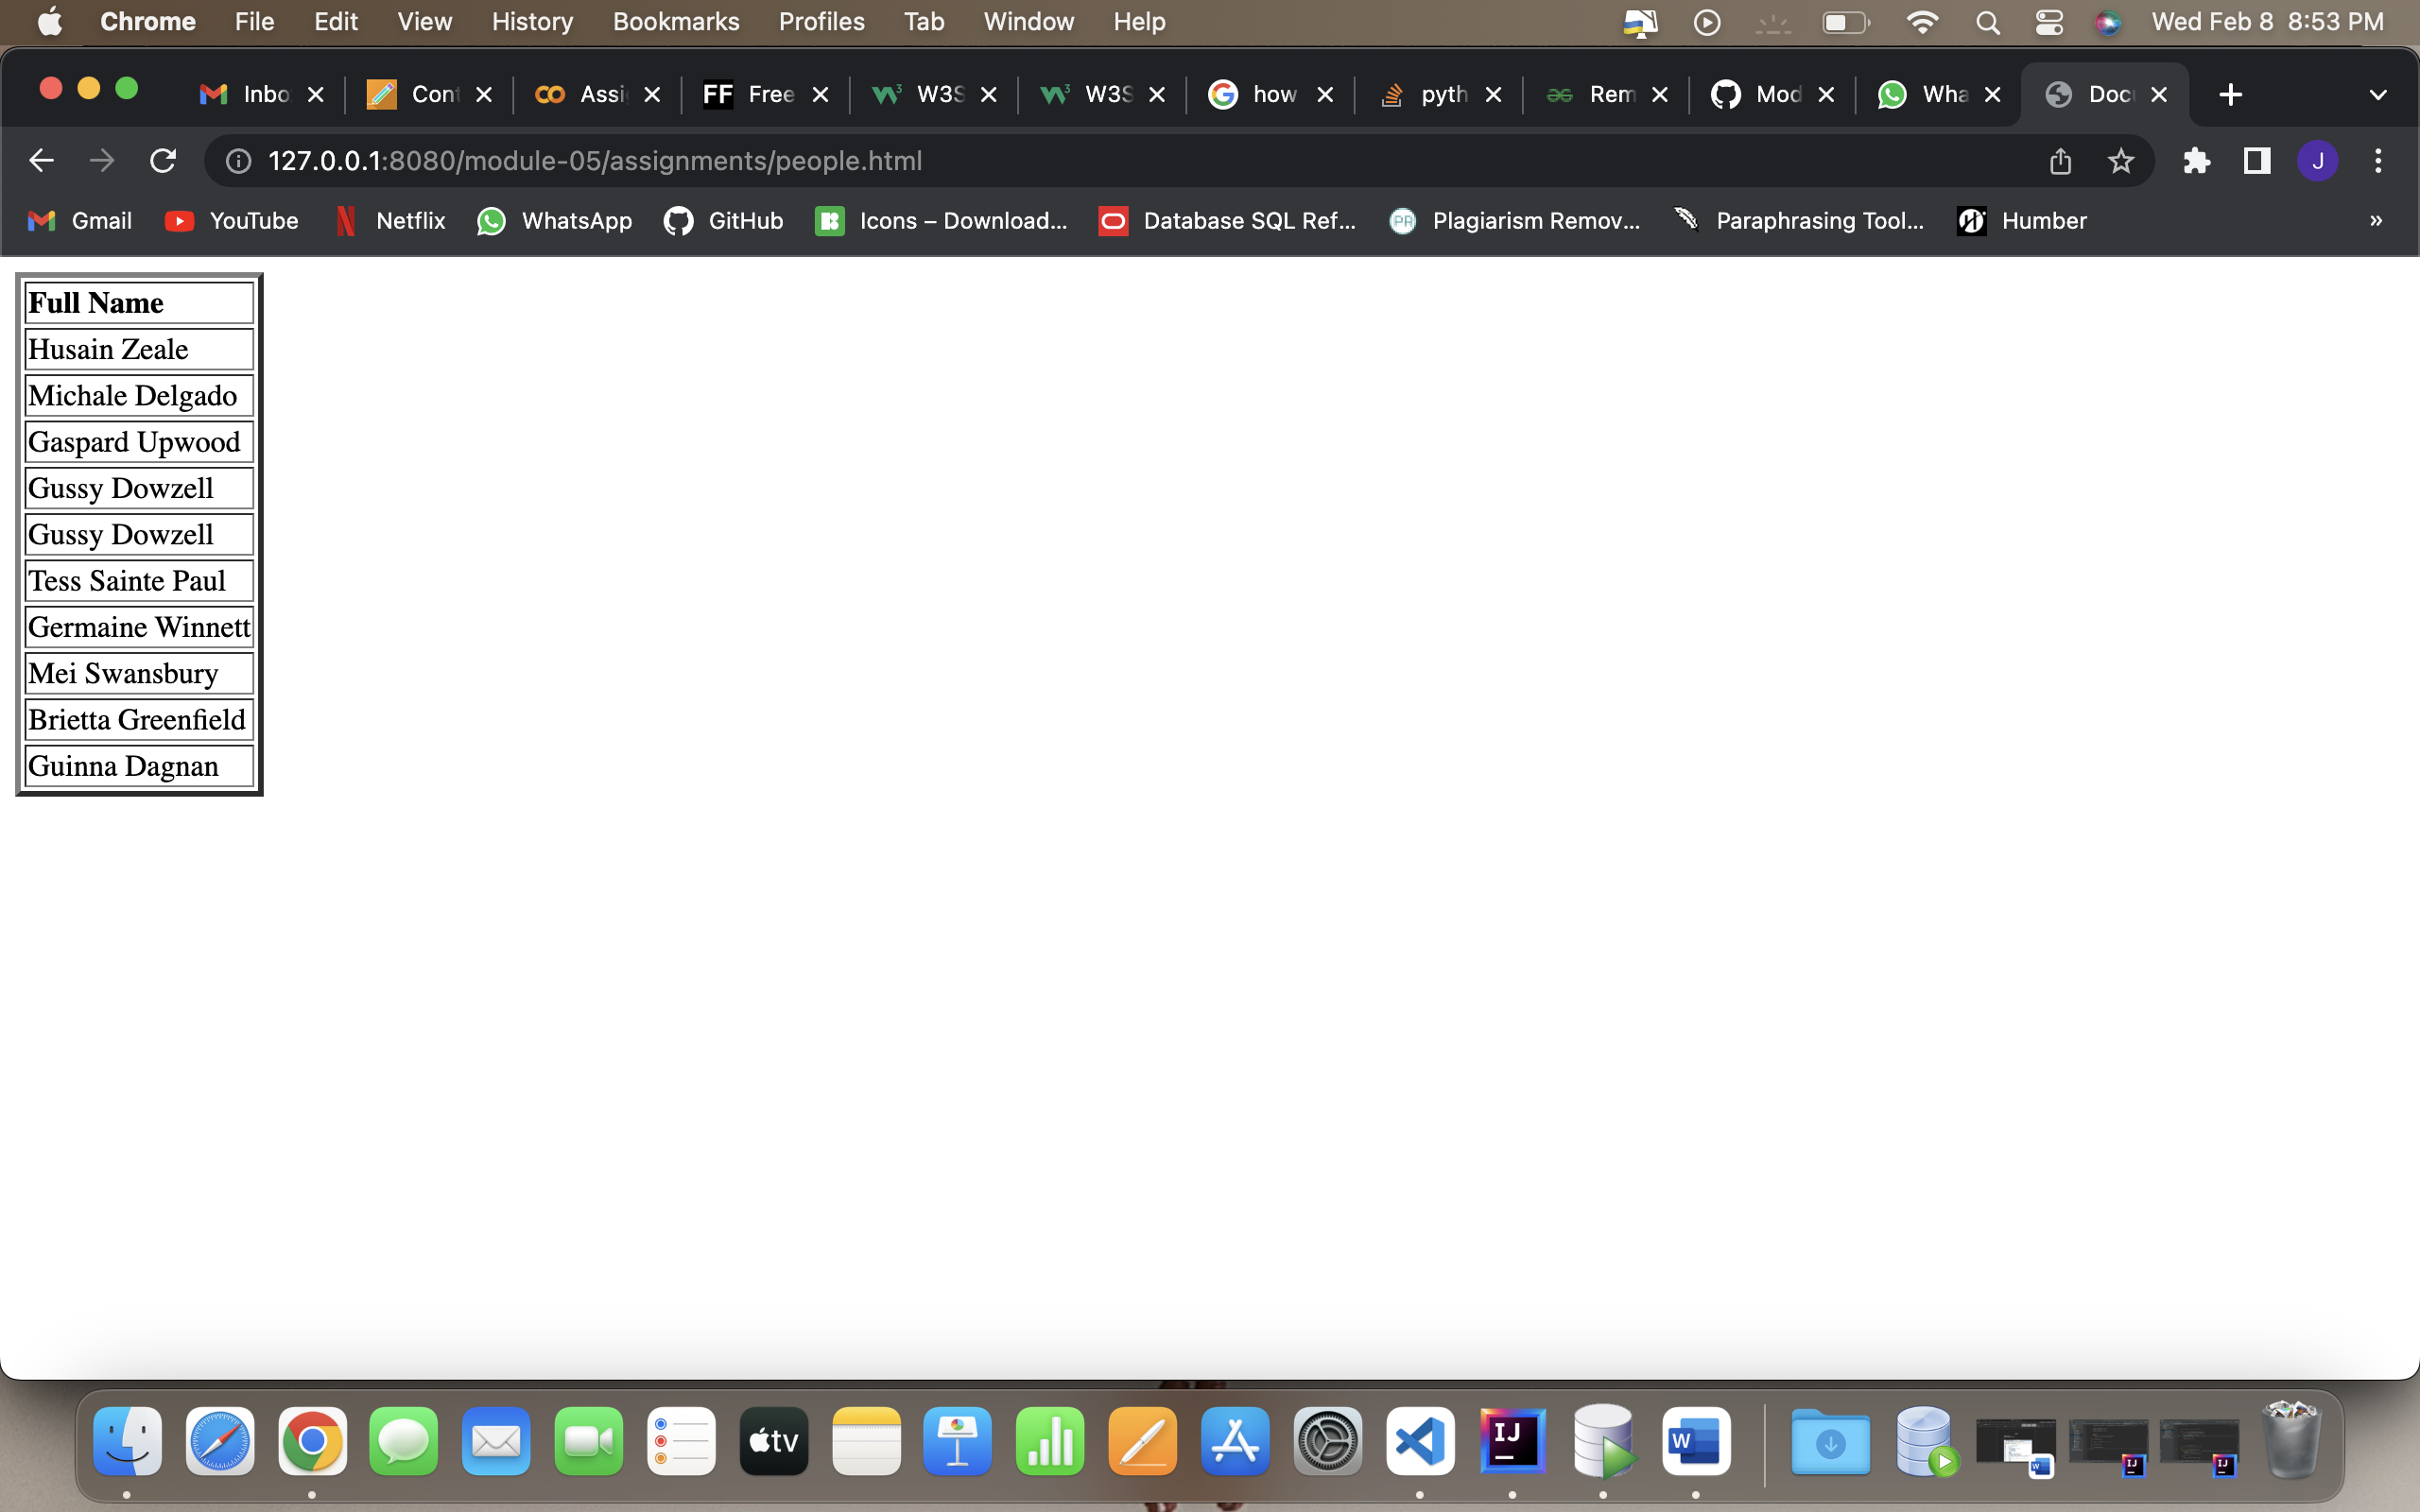 Chrome File Edit View History Bookmarks Profiles Tab Window Help Wed Feb 8 8:53 PM
Inbo Cont Assi FF Free W3S W3S how pyth Rem Mod Wha Doc
127.0.0.1:8080/module-05/assignments/people.html J
Gmail YouTube Netflix WhatsApp GitHub Icons – Download... Database SQL Ref... PR Plagiarism Remov... Paraphrasing Tool... Humber »
Full Name
Husain Zeale
Michale Delgado
Gaspard Upwood
Gussy Dowzell
Gussy Dowzell
Tess Sainte Paul
Germaine Winnett
Mei Swansbury
Brietta Greenfield
Guinna Dagnan
tv IJ W